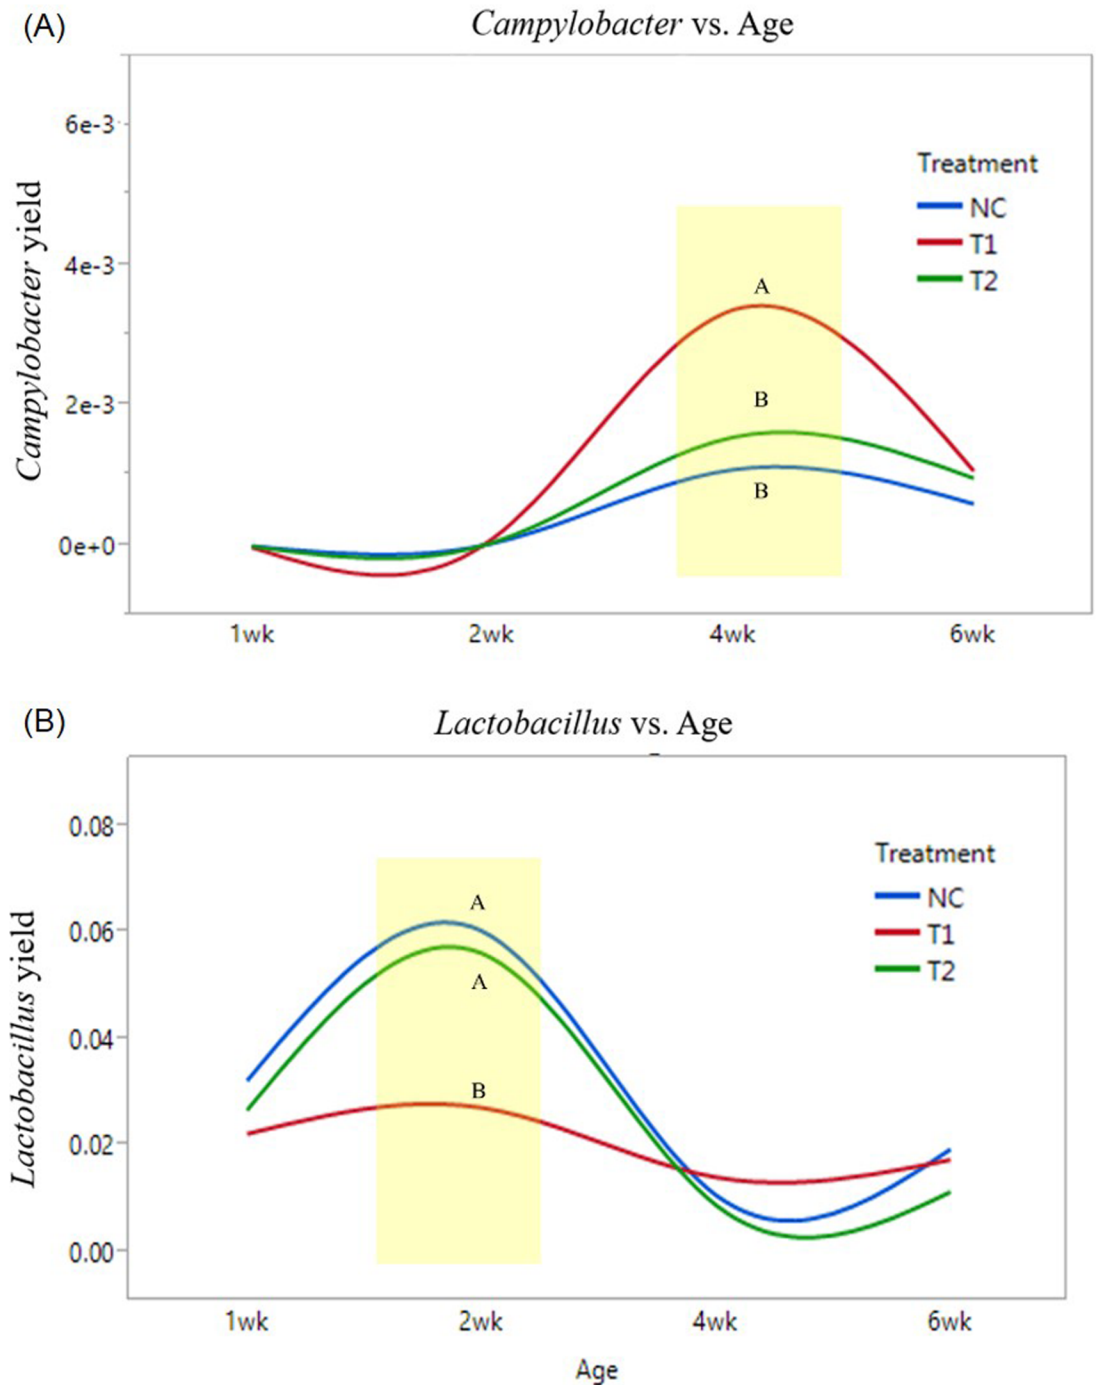 (A)
Campylobacter vs. Age
Campylobacter yield
6e-3
4e-3
2e-3
0e+0
Treatment
NC
T1
T2
A
B
B
1wk 2wk 4wk 6wk
(B)
Lactobacillus vs. Age
Lactobacillus yield
0.08
0.06
0.04
0.02
0.00
Treatment
NC
T1
T2
A
A
B
1wk 2wk 4wk 6wk
Age